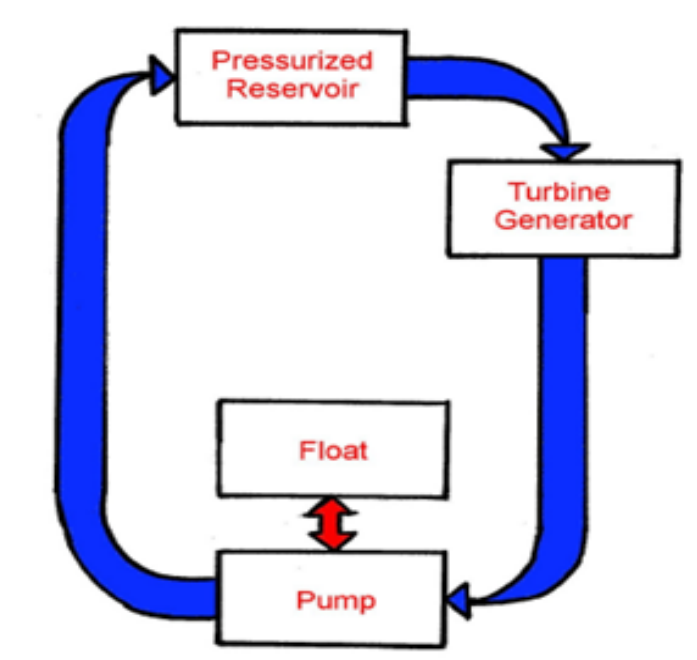 Pressurized
Reservoir
Turbine
Generator
Float
Pump